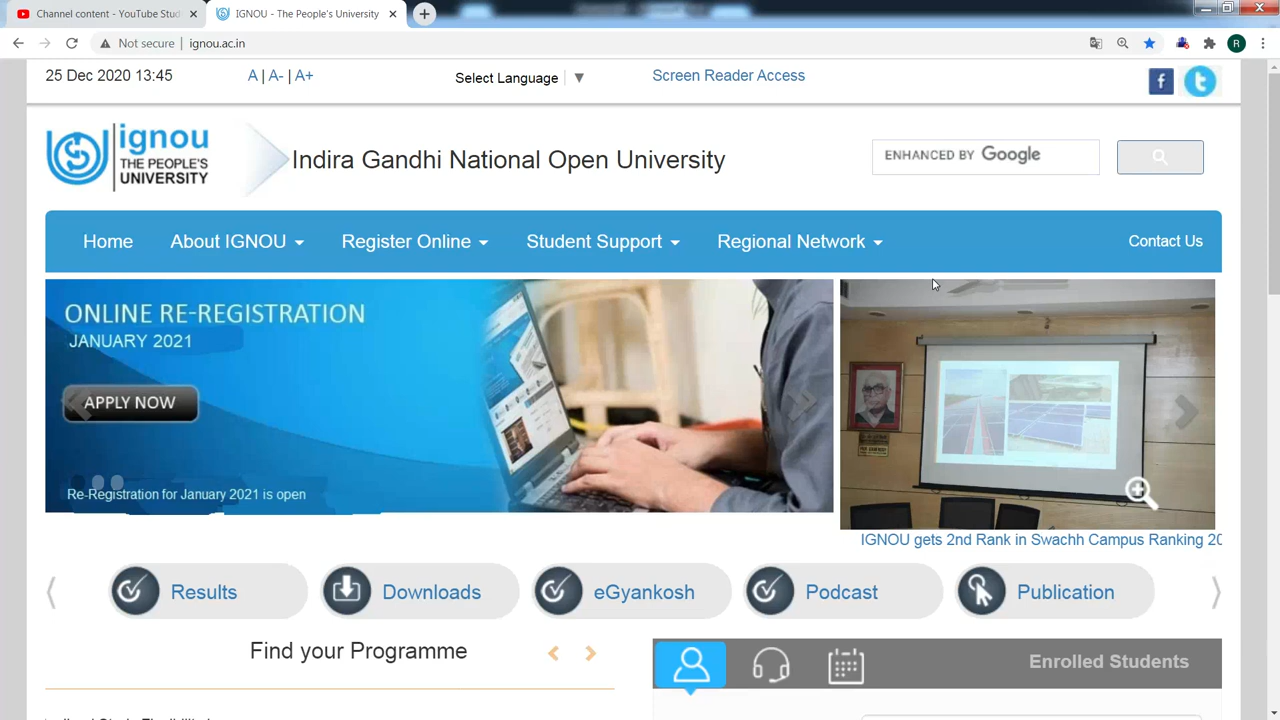 Channel content - YouTube Stud
IGNOU - The People's University
Not secure | ignou.ac.in
R
25 Dec 2020 13:45
A | A- | A+
Select Language ▼
Screen Reader Access
ignou
THE PEOPLE'S
UNIVERSITY
Indira Gandhi National Open University
ENHANCED BY Google
Home
About IGNOU
Register Online
Student Support
Regional Network
Contact Us
ONLINE RE-REGISTRATION
JANUARY 2021
APPLY NOW
Re-Registration for January 2021 is open
IGNOU gets 2nd Rank in Swachh Campus Ranking 20
Results
Downloads
eGyankosh
Podcast
Publication
Find your Programme
Enrolled Students